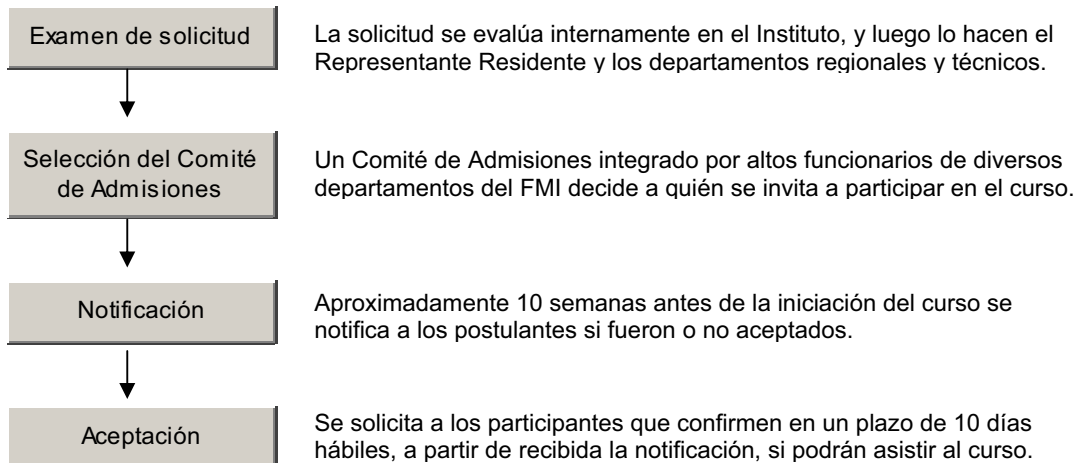 Examen de solicitud
La solicitud se evalúa internamente en el Instituto, y luego lo hacen el
Representante Residente y los departamentos regionales y técnicos.
Selección del Comité
de Admisiones
Un Comité de Admisiones integrado por altos funcionarios de diversos
departamentos del FMI decide a quién se invita a participar en el curso.
Notificación
Aproximadamente 10 semanas antes de la iniciación del curso se
notifica a los postulantes si fueron o no aceptados.
Aceptación
Se solicita a los participantes que confirmen en un plazo de 10 días
hábiles, a partir de recibida la notificación, si podrán asistir al curso.